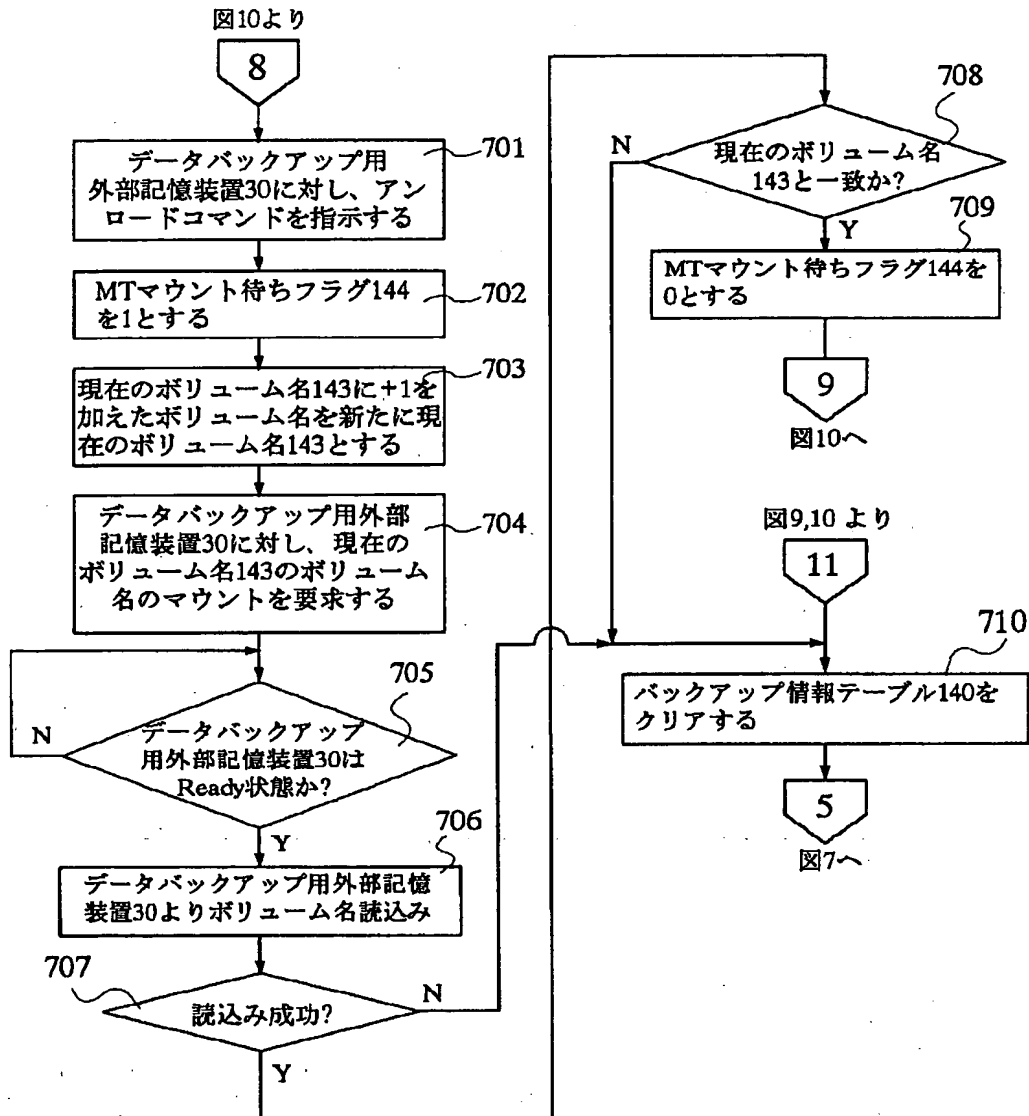 図10より
8
701
データバックアップ用
外部記憶装置30に対し、アン
ロードコマンドを指示する
702
MTマウント待ちフラグ144
を1とする
703
現在のボリューム名143に+1を
加えたボリューム名を新たに現
在のボリューム名143とする
704
データバックアップ用外部
記憶装置30に対し、現在の
ボリューム名143のボリューム
名のマウントを要求する
705
N
データバックアップ
用外部記憶装置30は
Ready状態か?
Y
706
データバックアップ用外部記憶
装置30よりボリューム名読込み
707
N
読込み成功?
Y
708
N
現在のボリューム名
143と一致か?
Y
709
MTマウント待ちフラグ144を
0とする
9
図10へ
図9,10 より
11
710
バックアップ情報テーブル140を
クリアする
5
図7へ